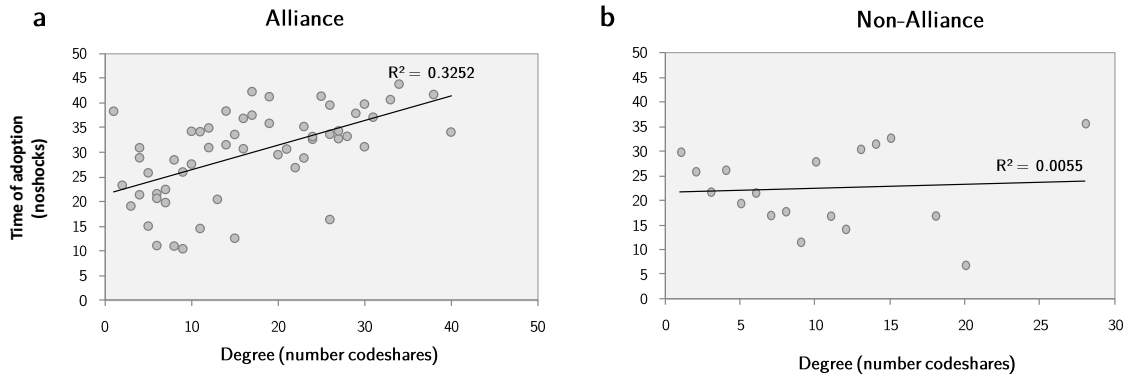 a
Alliance
50
45
40
35
30
25
20
15
10
5
0
Time of adoption
(noshocks)
R² = 0.3252
0 10 20 30 40 50
Degree (number codeshares)
b
Non-Alliance
50
45
40
35
30
25
20
15
10
5
0
R² = 0.0055
0 5 10 15 20 25 30
Degree (number codeshares)